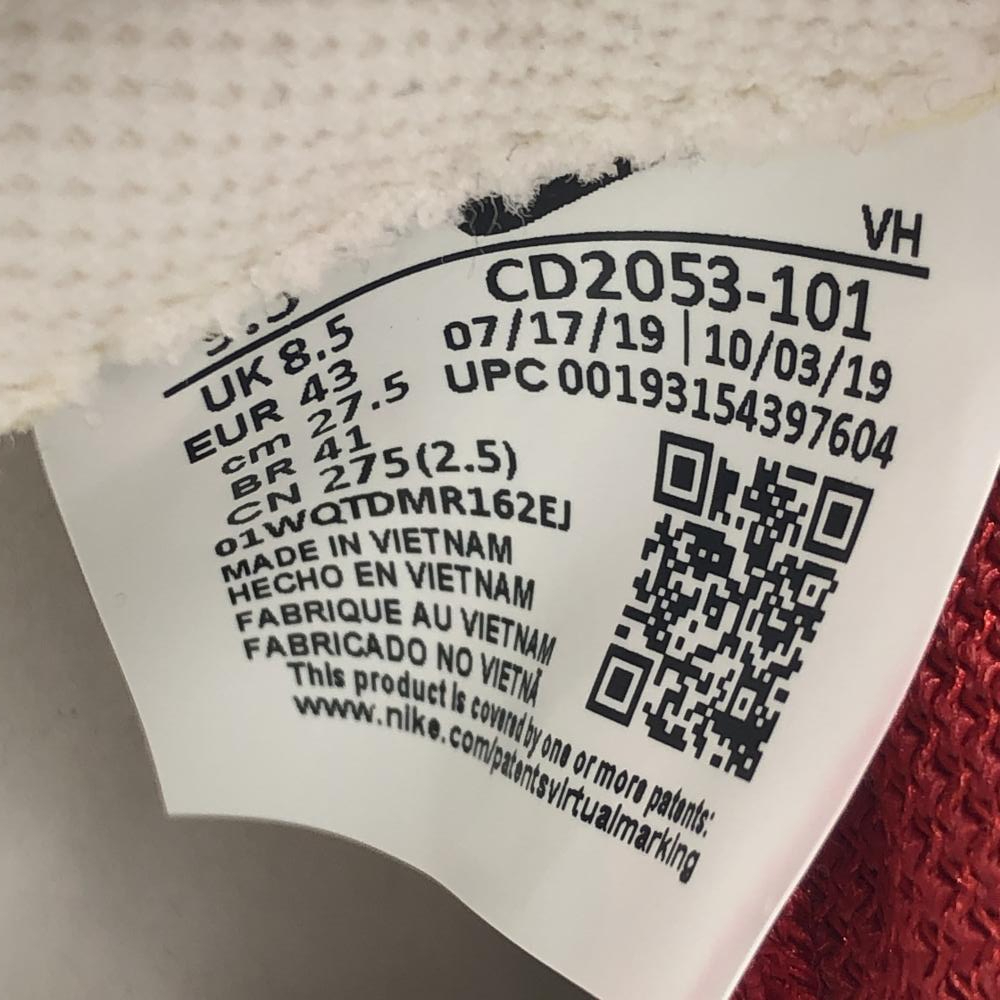 VH
UK 8.5
EUR 43
cm 27.5
BR 41
CN 275(2.5)
CD2053-101
07/17/19 | 10/03/19
UPC 00193154397604
01WQTDMR162EJ
MADE IN VIETNAM
HECHO EN VIETNAM
FABRIQUE AU VIETNAM
FABRICADO NO VIETNÃ
This product is covered by one or more patents:
www.nike.com/patentsvirtualmarking